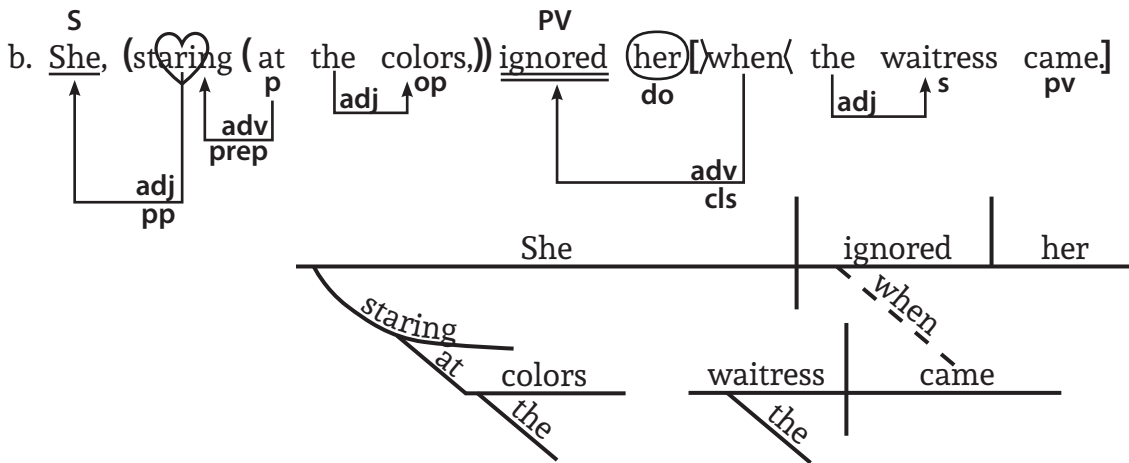 S PV
b. She, (staring (at the colors,)) ignored her [⟩when⟨ the waitress came.]
p op do s pv
adj adj
adv
prep
adj adv
pp cls
She ignored her
when
staring
at colors waitress came
the the